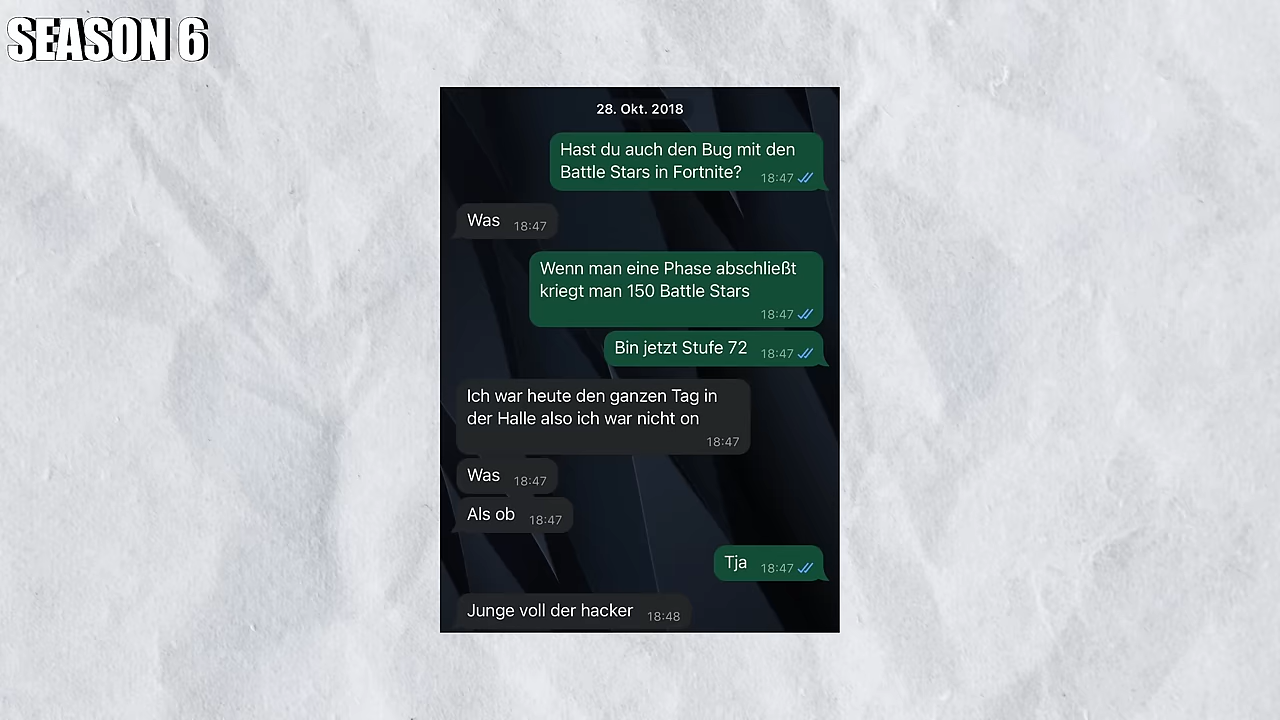 SEASON 6
28. Okt. 2018
Hast du auch den Bug mit den
Battle Stars in Fortnite? 18:47
Was 18:47
Wenn man eine Phase abschließt
kriegt man 150 Battle Stars
18:47
Bin jetzt Stufe 72 18:47
Ich war heute den ganzen Tag in
der Halle also ich war nicht on
18:47
Was 18:47
Als ob 18:47
Tja 18:47
Junge voll der hacker 18:48